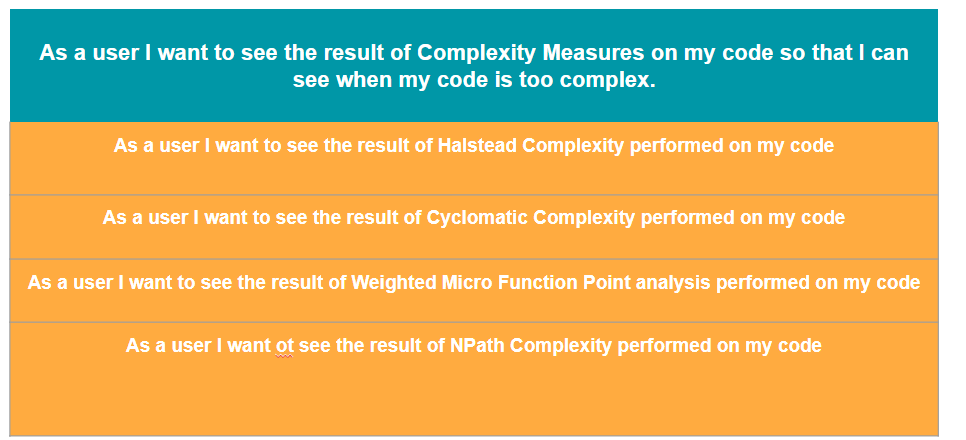 As a user I want to see the result of Complexity Measures on my code so that I can
see when my code is too complex.
As a user I want to see the result of Halstead Complexity performed on my code
As a user I want to see the result of Cyclomatic Complexity performed on my code
As a user I want to see the result of Weighted Micro Function Point analysis performed on my code
As a user I want ot see the result of NPath Complexity performed on my code